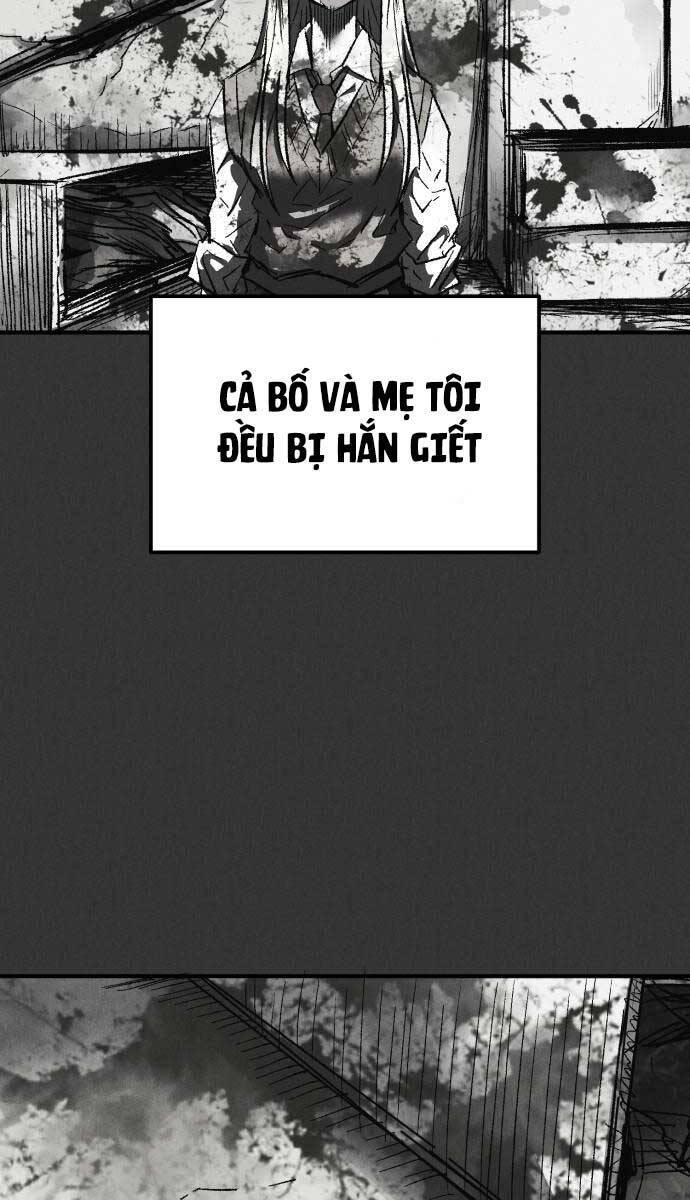 CẢ BỐ VÀ MẸ TÔI
ĐỀU BỊ HẮN GIẾT